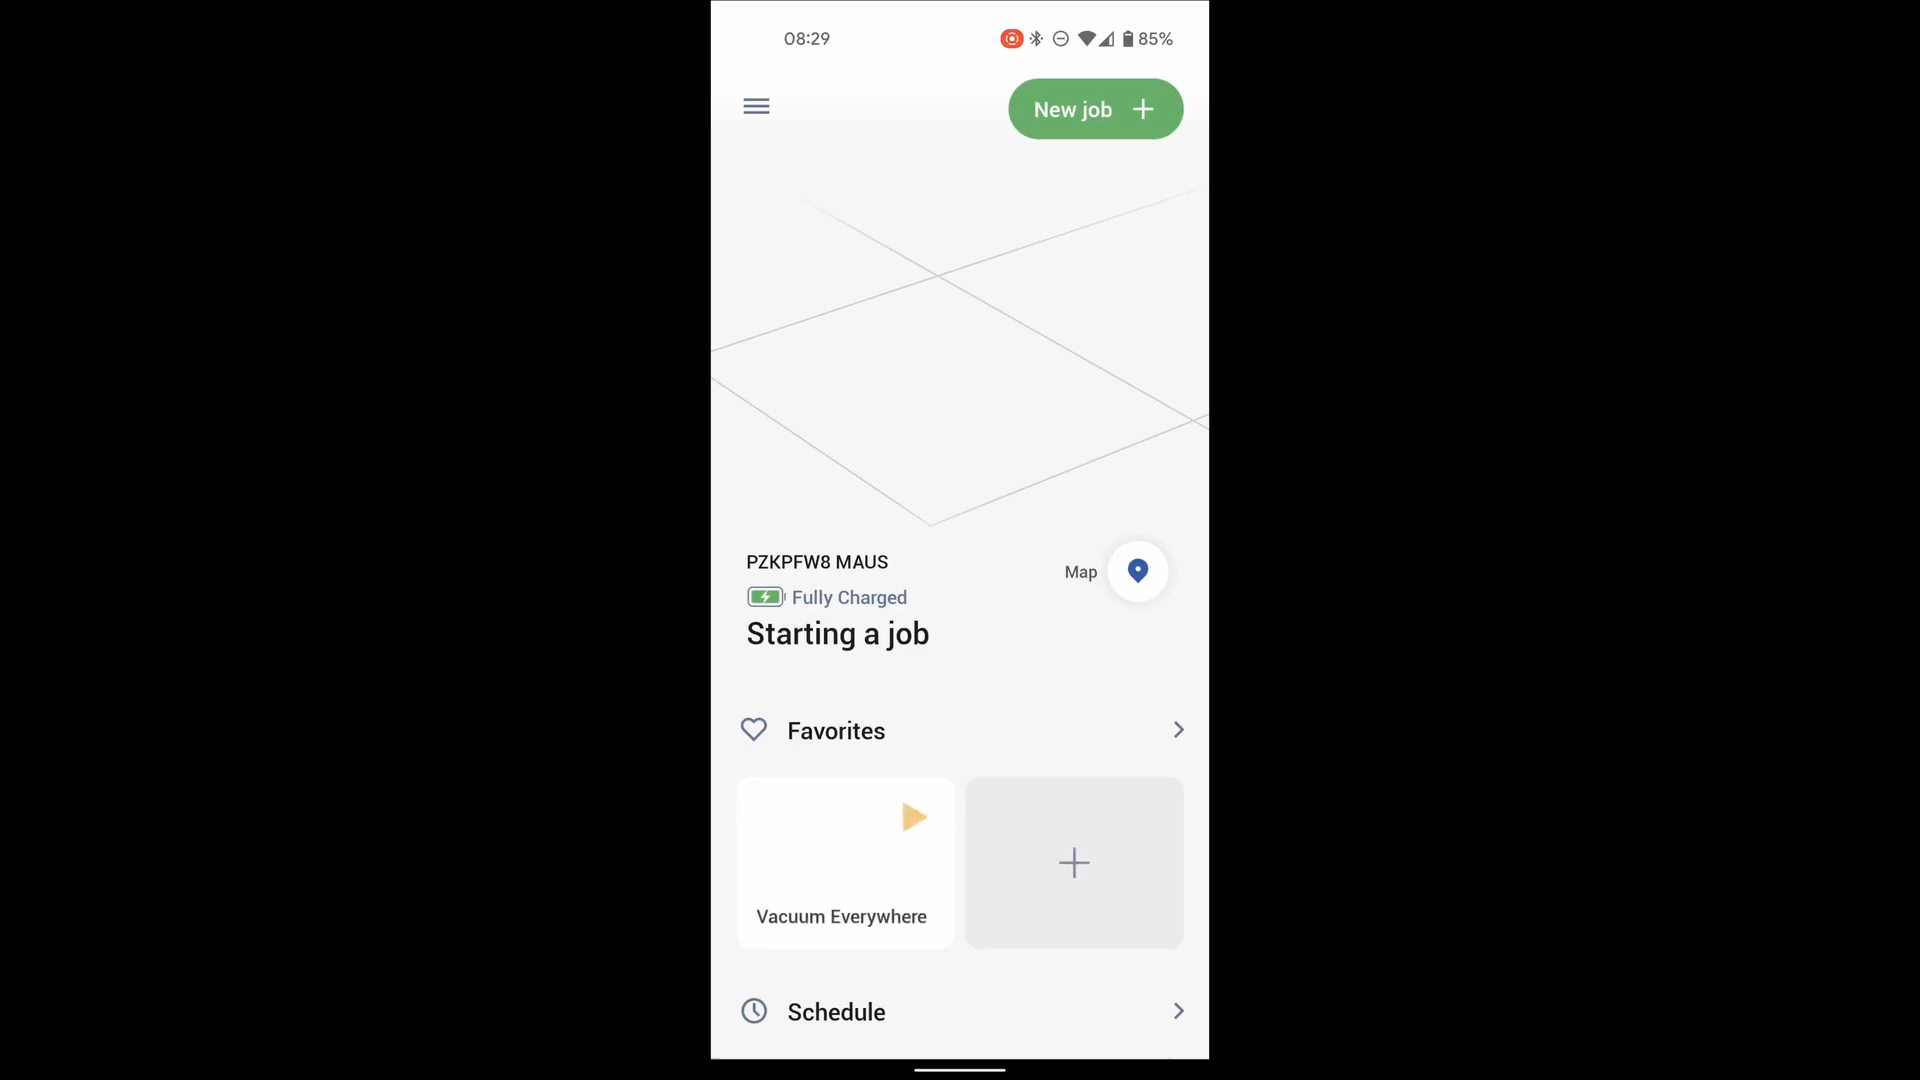 08:29
85%
New job
PZKPFW8 MAUS
Map
Fully Charged
Starting a job
Favorites
Vacuum Everywhere
Schedule